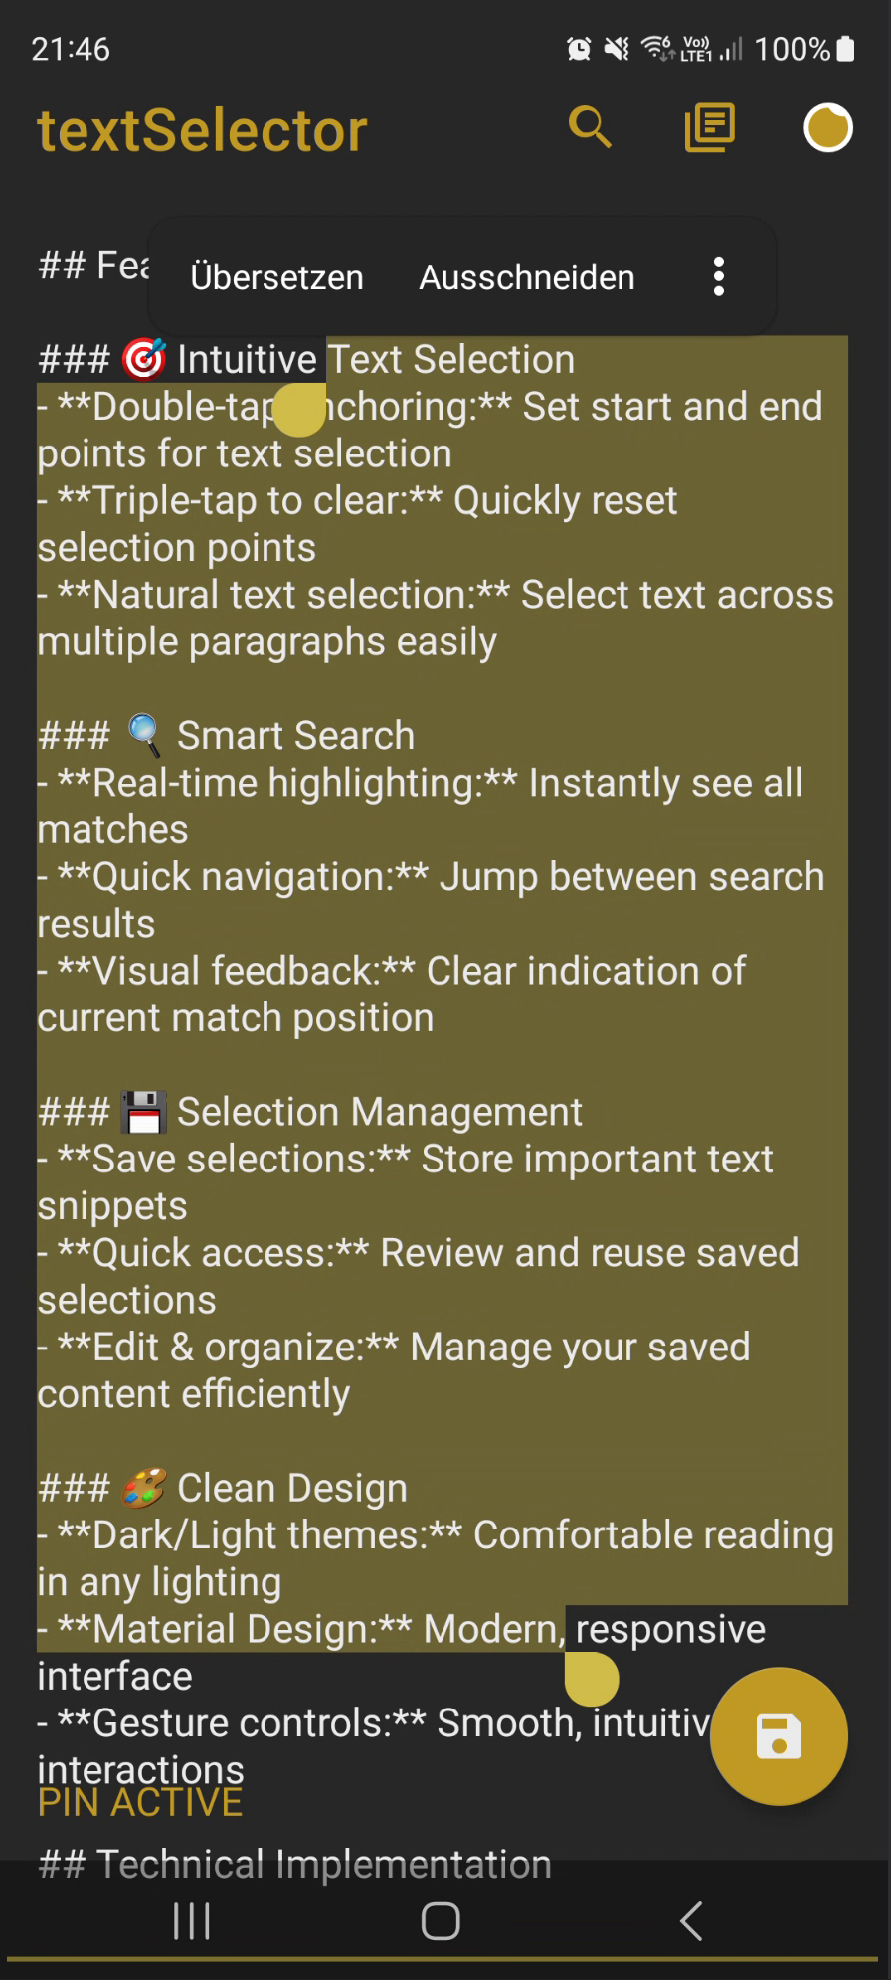 21:46
Vo))
LTE1
6
100%
textSelector
## Fea
Übersetzen Ausschneiden
### 🎯 Intuitive Text Selection
- **Double-tap nchoring:** Set start and end
points for text selection
- **Triple-tap to clear:** Quickly reset
selection points
- **Natural text selection:** Select text across
multiple paragraphs easily
### 🔍 Smart Search
- **Real-time highlighting:** Instantly see all
matches
- **Quick navigation:** Jump between search
results
- **Visual feedback:** Clear indication of
current match position
### 💾 Selection Management
- **Save selections:** Store important text
snippets
- **Quick access:** Review and reuse saved
selections
- **Edit & organize:** Manage your saved
content efficiently
### 🎨 Clean Design
- **Dark/Light themes:** Comfortable reading
in any lighting
- **Material Design:** Modern, responsive
interface
- **Gesture controls:** Smooth, intuitiv
interactions
PIN ACTIVE
## Technical Implementation